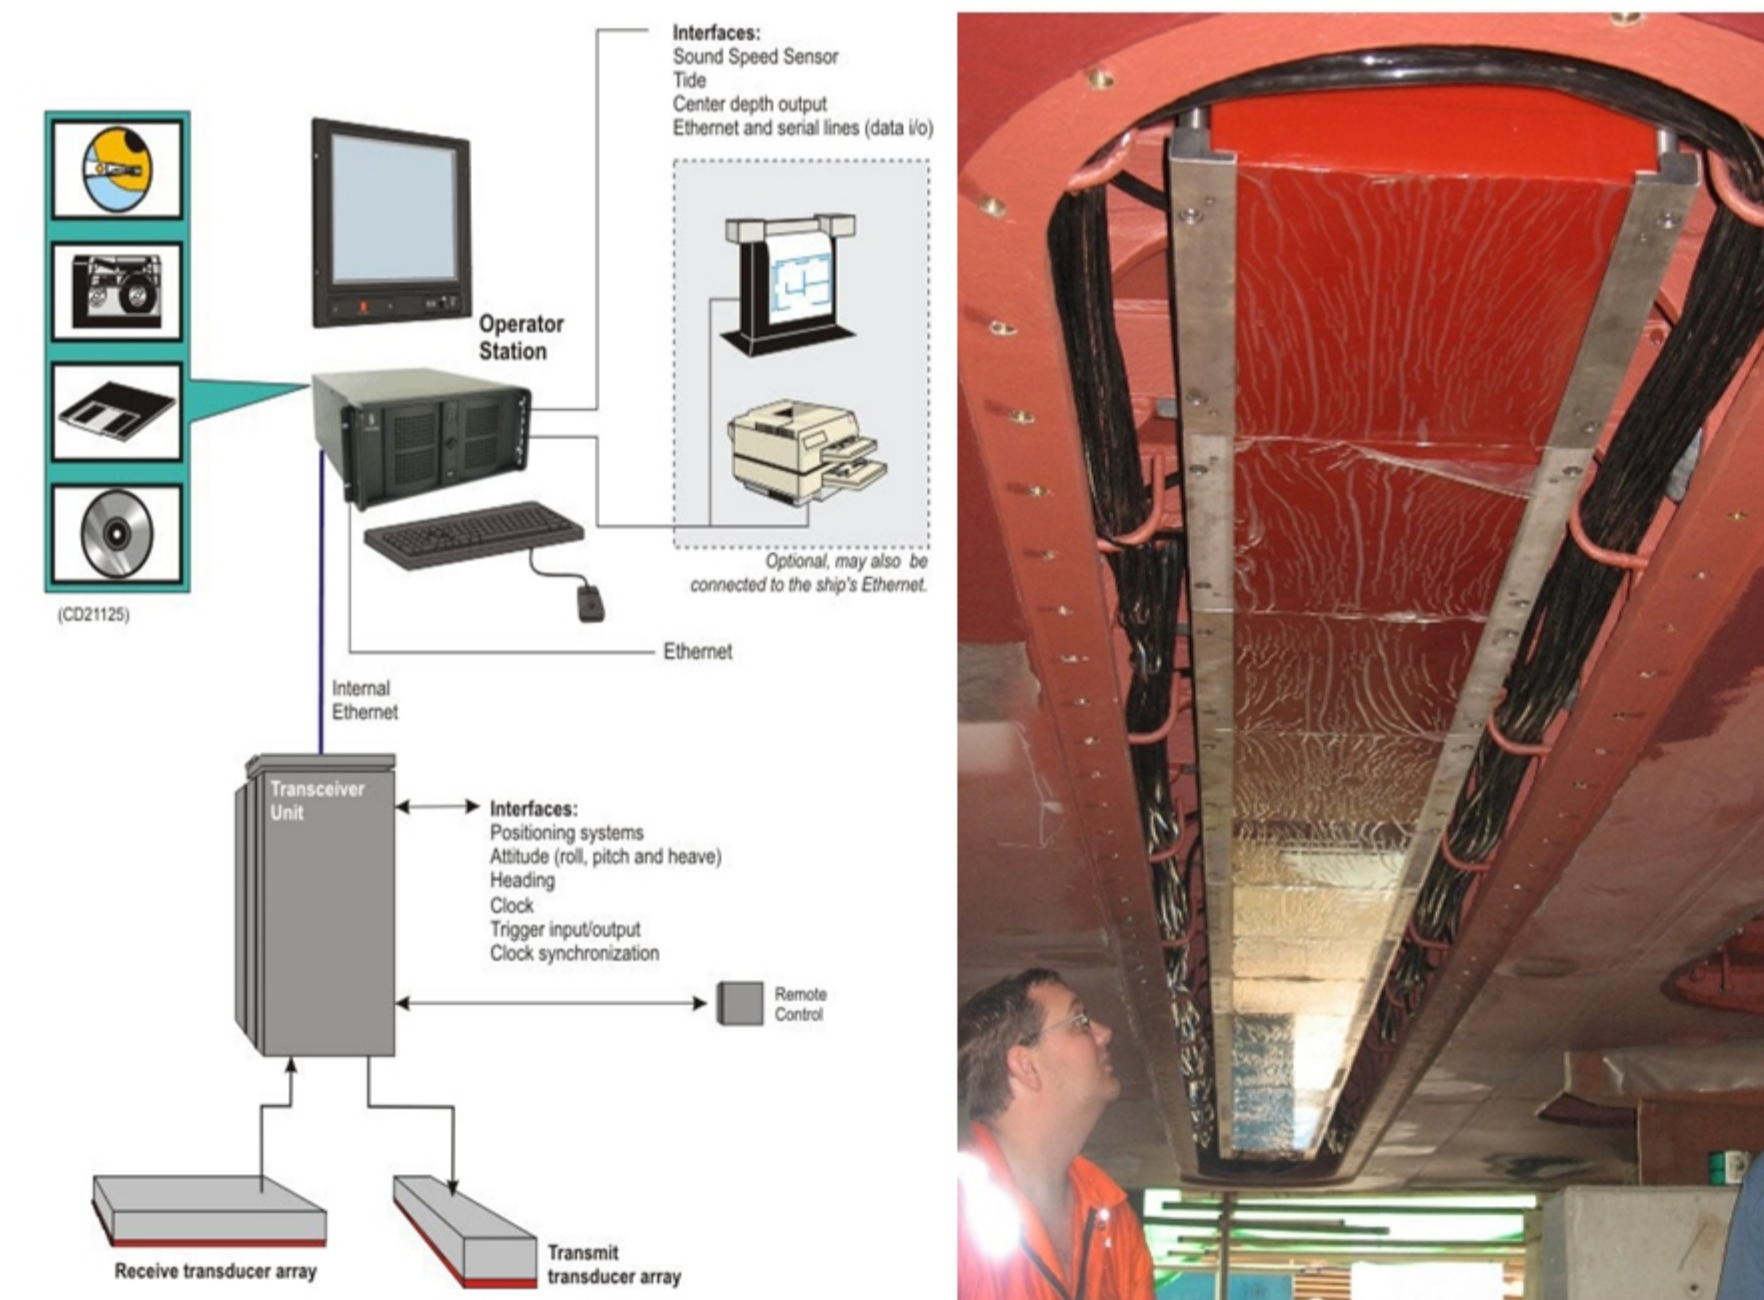 Interfaces:
Sound Speed Sensor
Tide
Center depth output
Ethernet and serial lines (data i/o)
Operator
Station
Optional, may also be
connected to the ship's Ethernet.
(CD21125)
Ethernet
Internal
Ethernet
Transceiver
Unit
Interfaces:
Positioning systems
Attitude (roll, pitch and heave)
Heading
Clock
Trigger input/output
Clock synchronization
Remote
Control
Receive transducer array
Transmit
transducer array